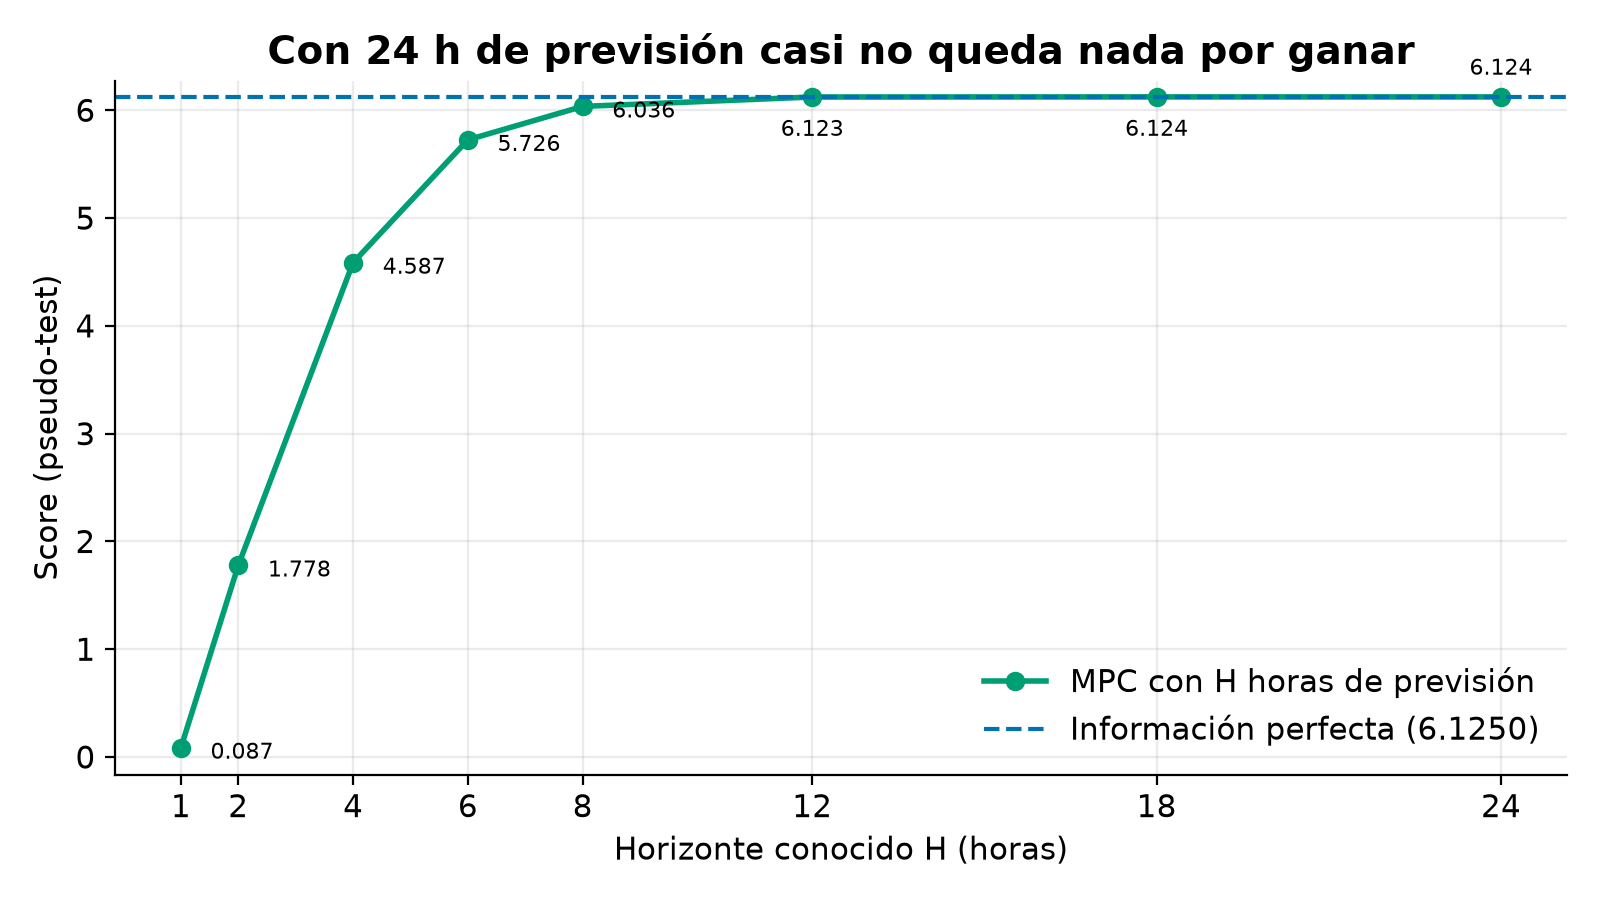 Con 24 h de previsión casi no queda nada por ganar
6.124
6
6.036
5.726
6.123
6.124
5
4.587
4
3
Score (pseudo-test)
2
1.778
1
MPC con H horas de previsión
Información perfecta (6.1250)
0
0.087
1 2 4 6 8 12 18 24
Horizonte conocido H (horas)